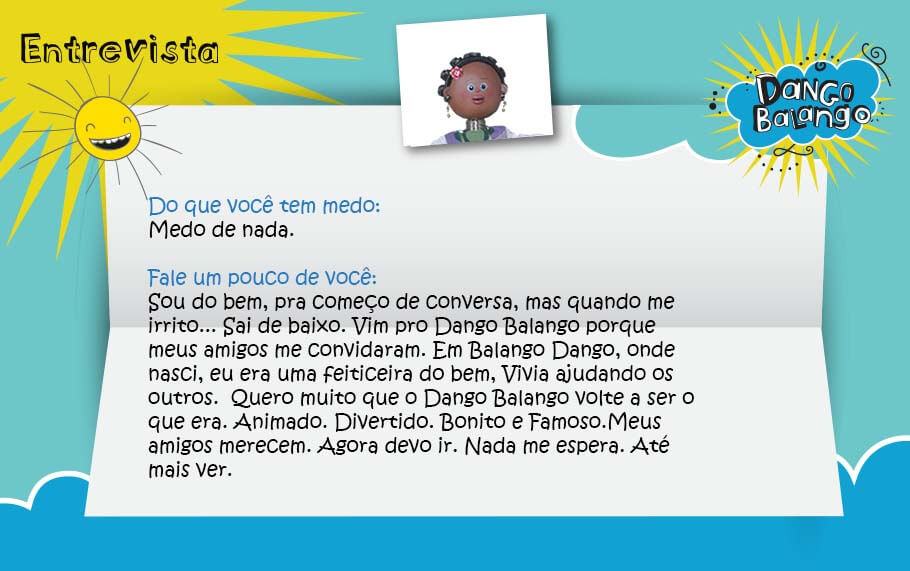 Entrevista
DANGO
BALANGO
Do que você tem medo:
Medo de nada.
Fale um pouco de você:
Sou do bem, pra começo de conversa, mas quando me
irrito... Sai de baixo. Vim pro Dango Balango porque
meus amigos me convidaram. Em Balango Dango, onde
nasci, eu era uma feiticeira do bem, Vivia ajudando os
outros.  Quero muito que o Dango Balango volte a ser o
que era. Animado. Divertido. Bonito e Famoso.Meus
amigos merecem. Agora devo ir. Nada me espera. Até
mais ver.